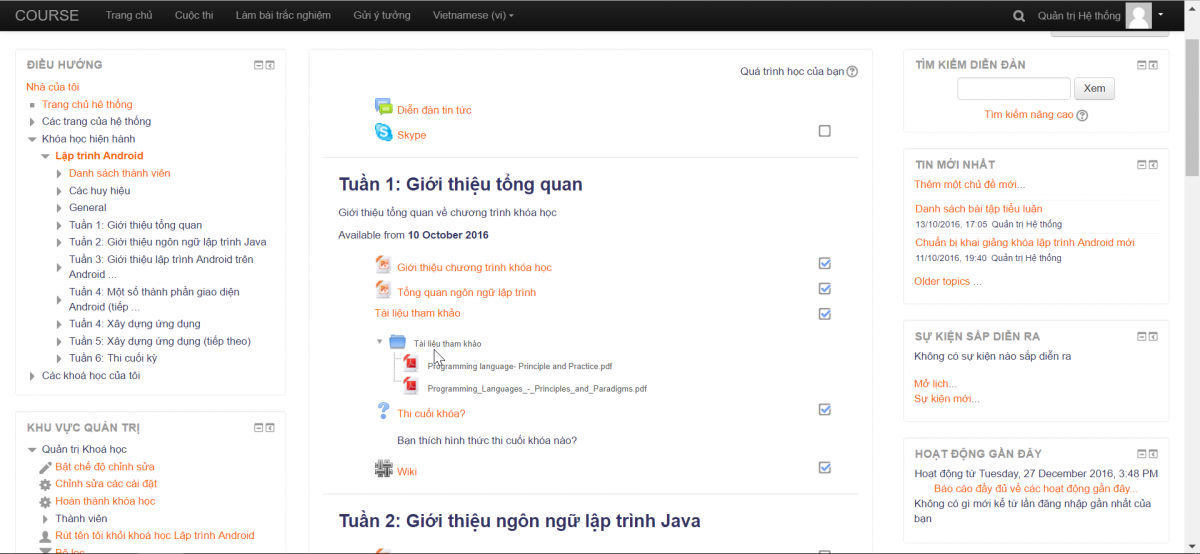 COURSE Trang chủ Cuộc thi Làm bài trắc nghiệm Gửi ý tưởng Vietnamese (vi) Quản trị Hệ thống
ĐIỀU HƯỚNG
Nhà của tôi
Trang chủ hệ thống
Các trang của hệ thống
Khóa học hiện hành
Lập trình Android
Danh sách thành viên
Các huy hiệu
General
Tuần 1: Giới thiệu tổng quan
Tuần 2: Giới thiệu ngôn ngữ lập trình Java
Tuần 3: Giới thiệu lập trình Android trên
Android ...
Tuần 4: Một số thành phần giao diện
Android (tiếp ...
Tuần 4: Xây dựng ứng dụng
Tuần 5: Xây dựng ứng dụng (tiếp theo)
Tuần 6: Thi cuối kỳ
Các khoá học của tôi
KHU VỰC QUẢN TRỊ
Quản trị Khoá học
Bật chế độ chỉnh sửa
Chỉnh sửa các cài đặt
Hoàn thành khóa học
Thành viên
Rút tên tôi khỏi khoá học Lập trình Android
Bộ lọc
Quá trình học của bạn
Diễn đàn tin tức
Skype
Tuần 1: Giới thiệu tổng quan
Giới thiệu tổng quan về chương trình khóa học
Available from 10 October 2016
Giới thiệu chương trình khóa học
Tổng quan ngôn ngữ lập trình
Tài liệu tham khảo
Tài liệu tham khảo
Programming language- Principle and Practice.pdf
Programming_Languages_-_Principles_and_Paradigms.pdf
Thi cuối khóa?
Bạn thích hình thức thi cuối khóa nào?
Wiki
Tuần 2: Giới thiệu ngôn ngữ lập trình Java
TÌM KIẾM DIỄN ĐÀN
Xem
Tìm kiếm nâng cao
TIN MỚI NHẤT
Thêm một chủ đề mới...
Danh sách bài tập tiểu luận
13/10/2016, 17:05 Quản trị Hệ thống
Chuẩn bị khai giảng khóa lập trình Android mới
11/10/2016, 19:40 Quản trị Hệ thống
Older topics ...
SỰ KIỆN SẮP DIỄN RA
Không có sự kiện nào sắp diễn ra
Mở lịch...
Sự kiện mới...
HOẠT ĐỘNG GẦN ĐÂY
Hoạt động từ Tuesday, 27 December 2016, 3:48 PM
Báo cáo đầy đủ về các hoạt động gần đây...
Không có gì mới kể từ lần đăng nhập gần nhất của
bạn